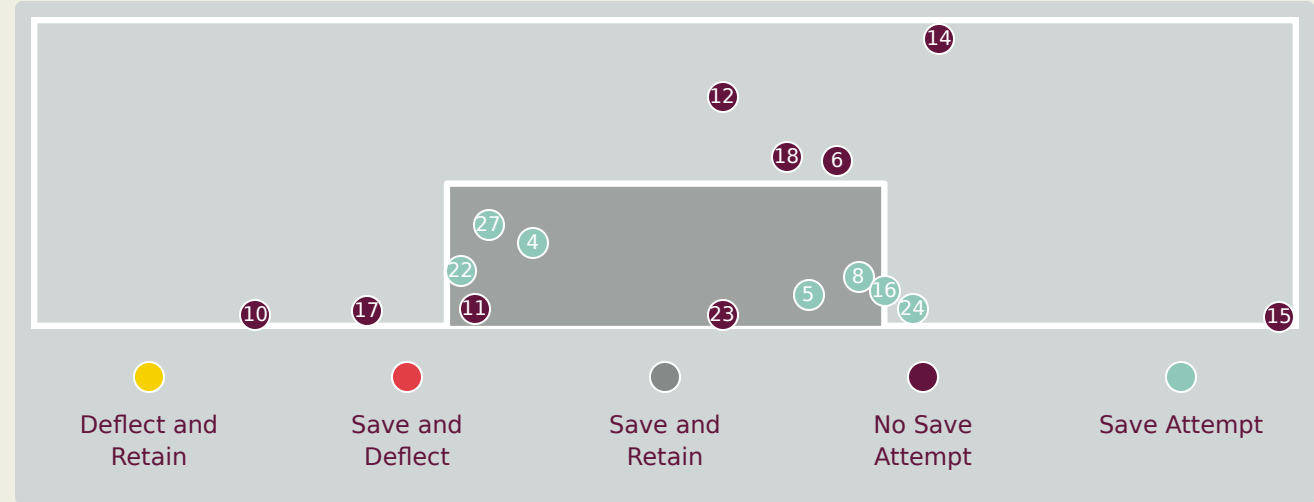 14
12
18 6
27
4
22
8
5 16
11 24
10 17 23 15
Deflect and Retain
Save and Deflect
Save and Retain
No Save Attempt
Save Attempt